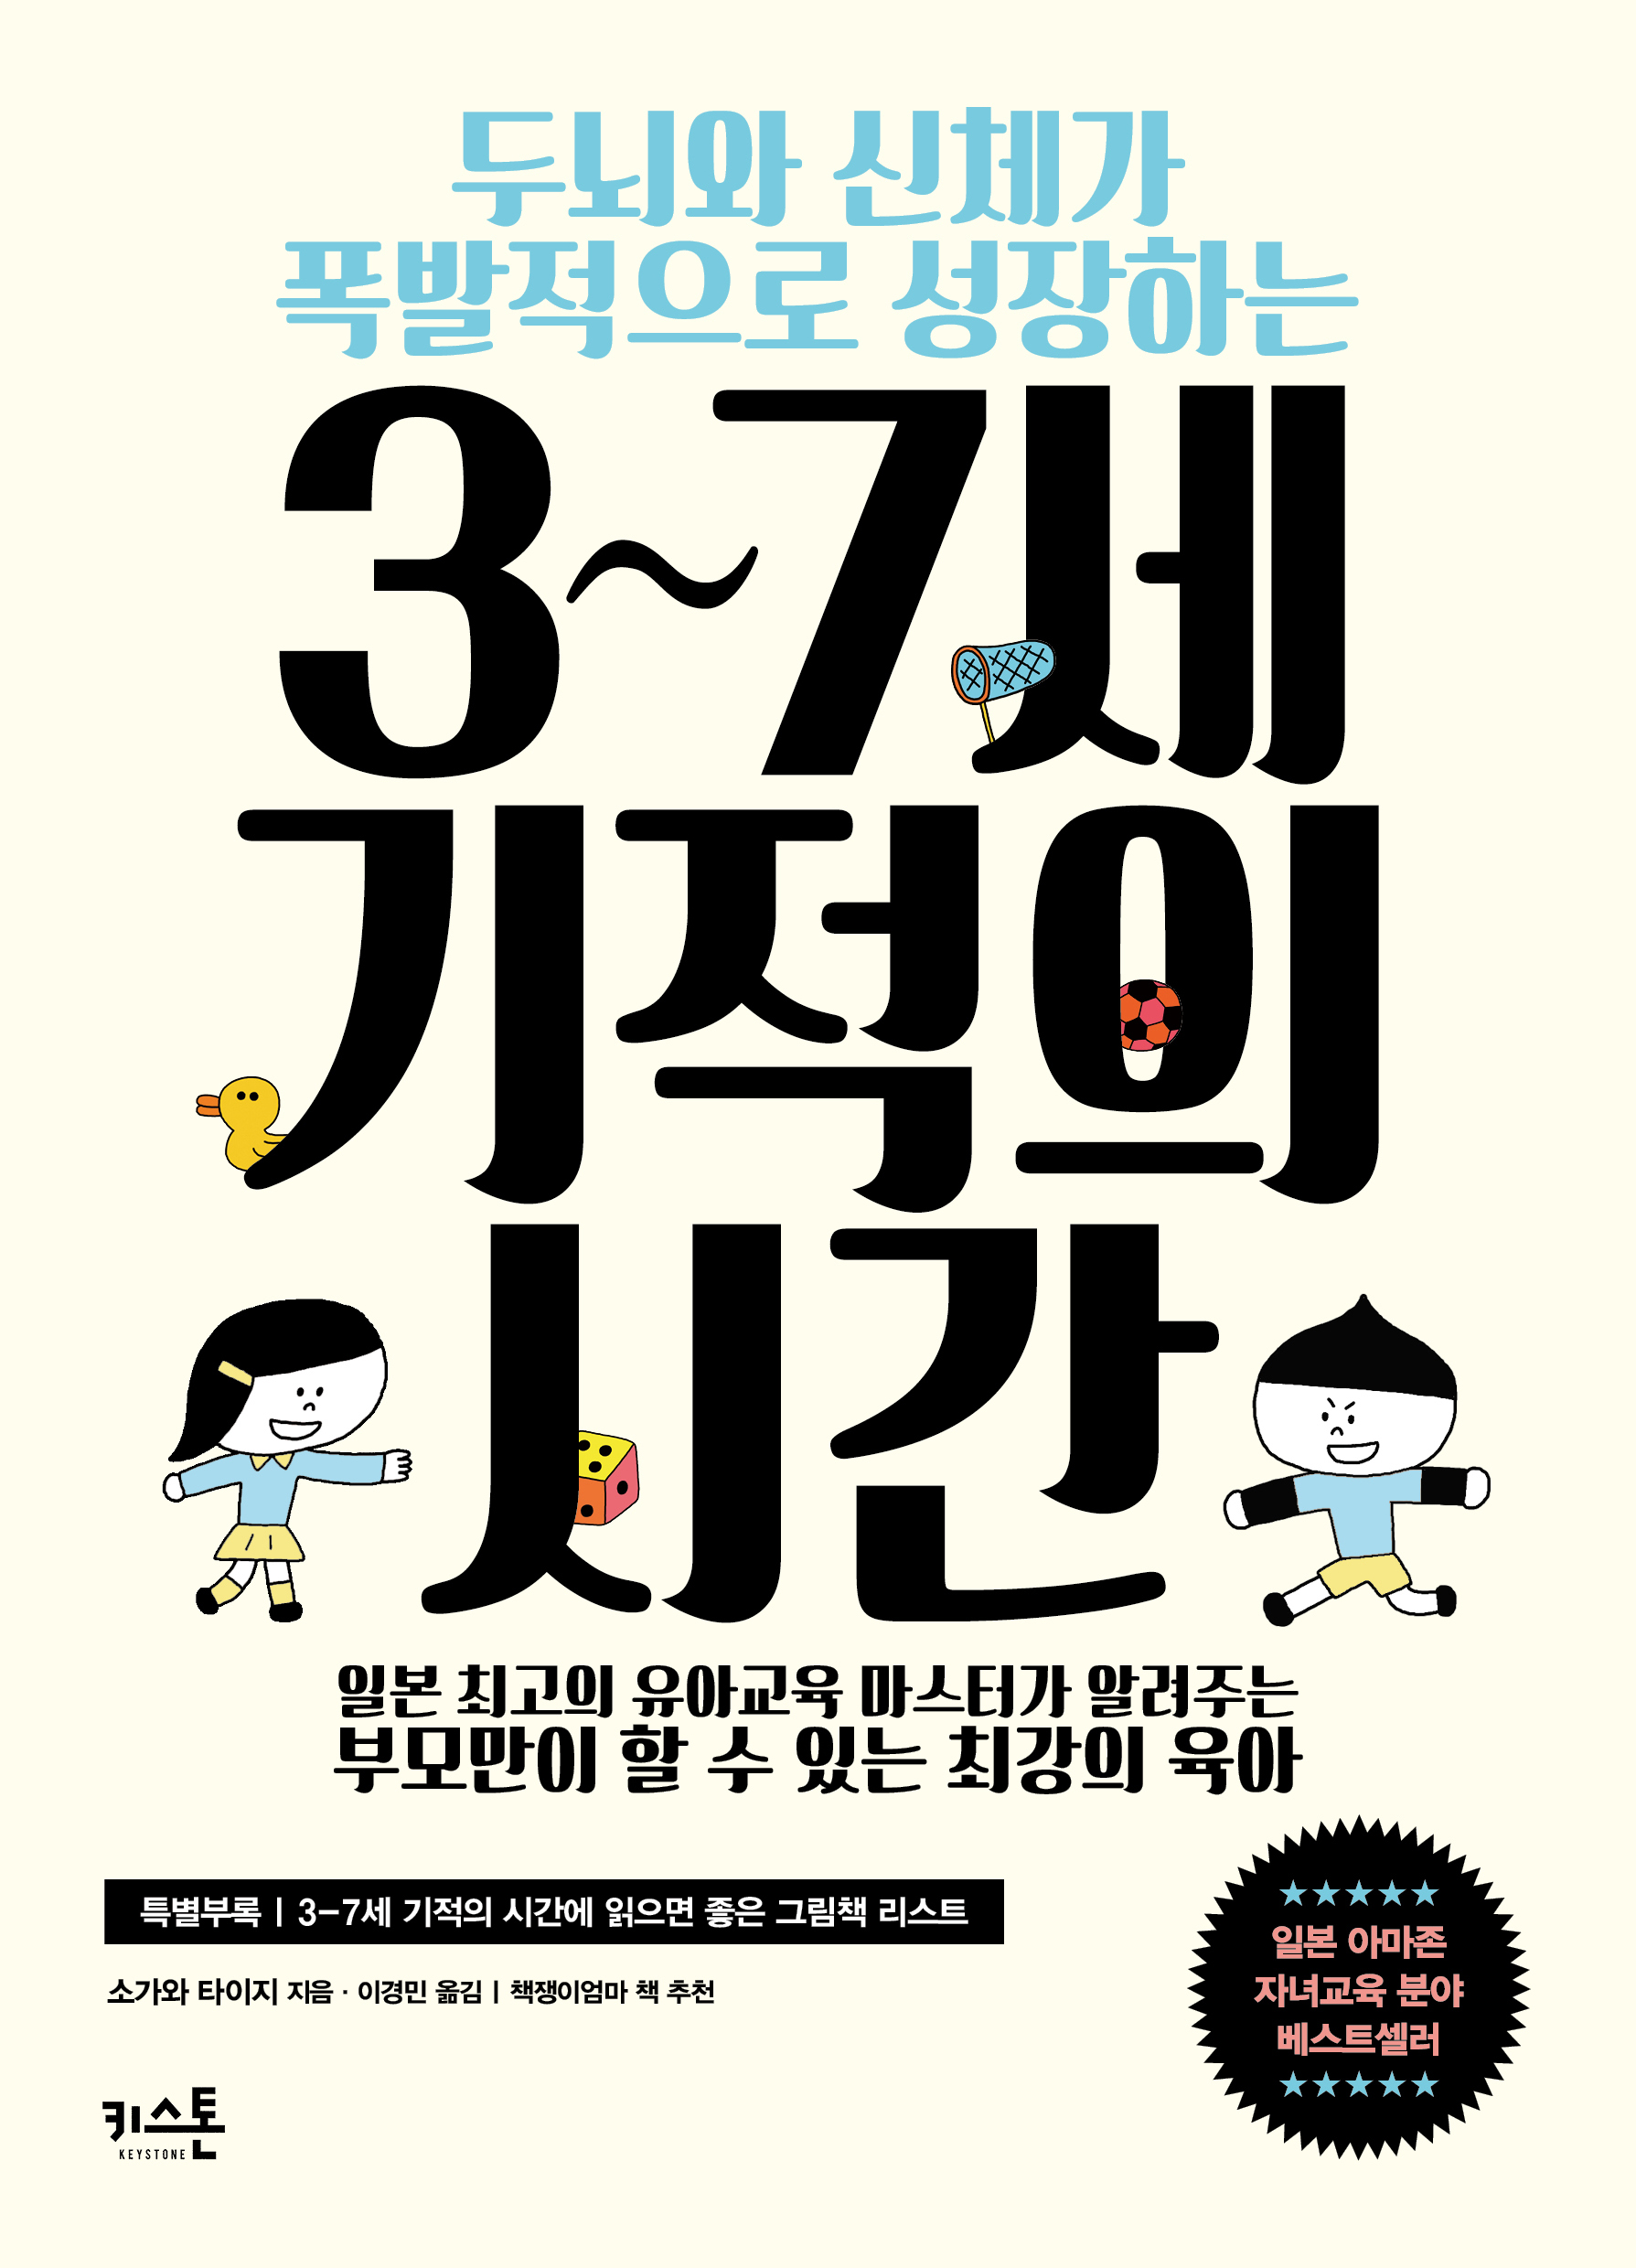 두뇌와 신체가
폭발적으로 성장하는
3~7세
기적의
시간
일본 최고의 유아교육 마스터가 알려주는
부모만이 할 수 있는 최강의 육아
특별부록 | 3-7세 기적의 시간에 읽으면 좋은 그림책 리스트
소가와 타이지 지음 · 이경민 옮김 | 책쟁이엄마 책 추천
★★★★★
일본 아마존
자녀교육 분야
베스트셀러
★★★★★
키스톤
KEYSTONE